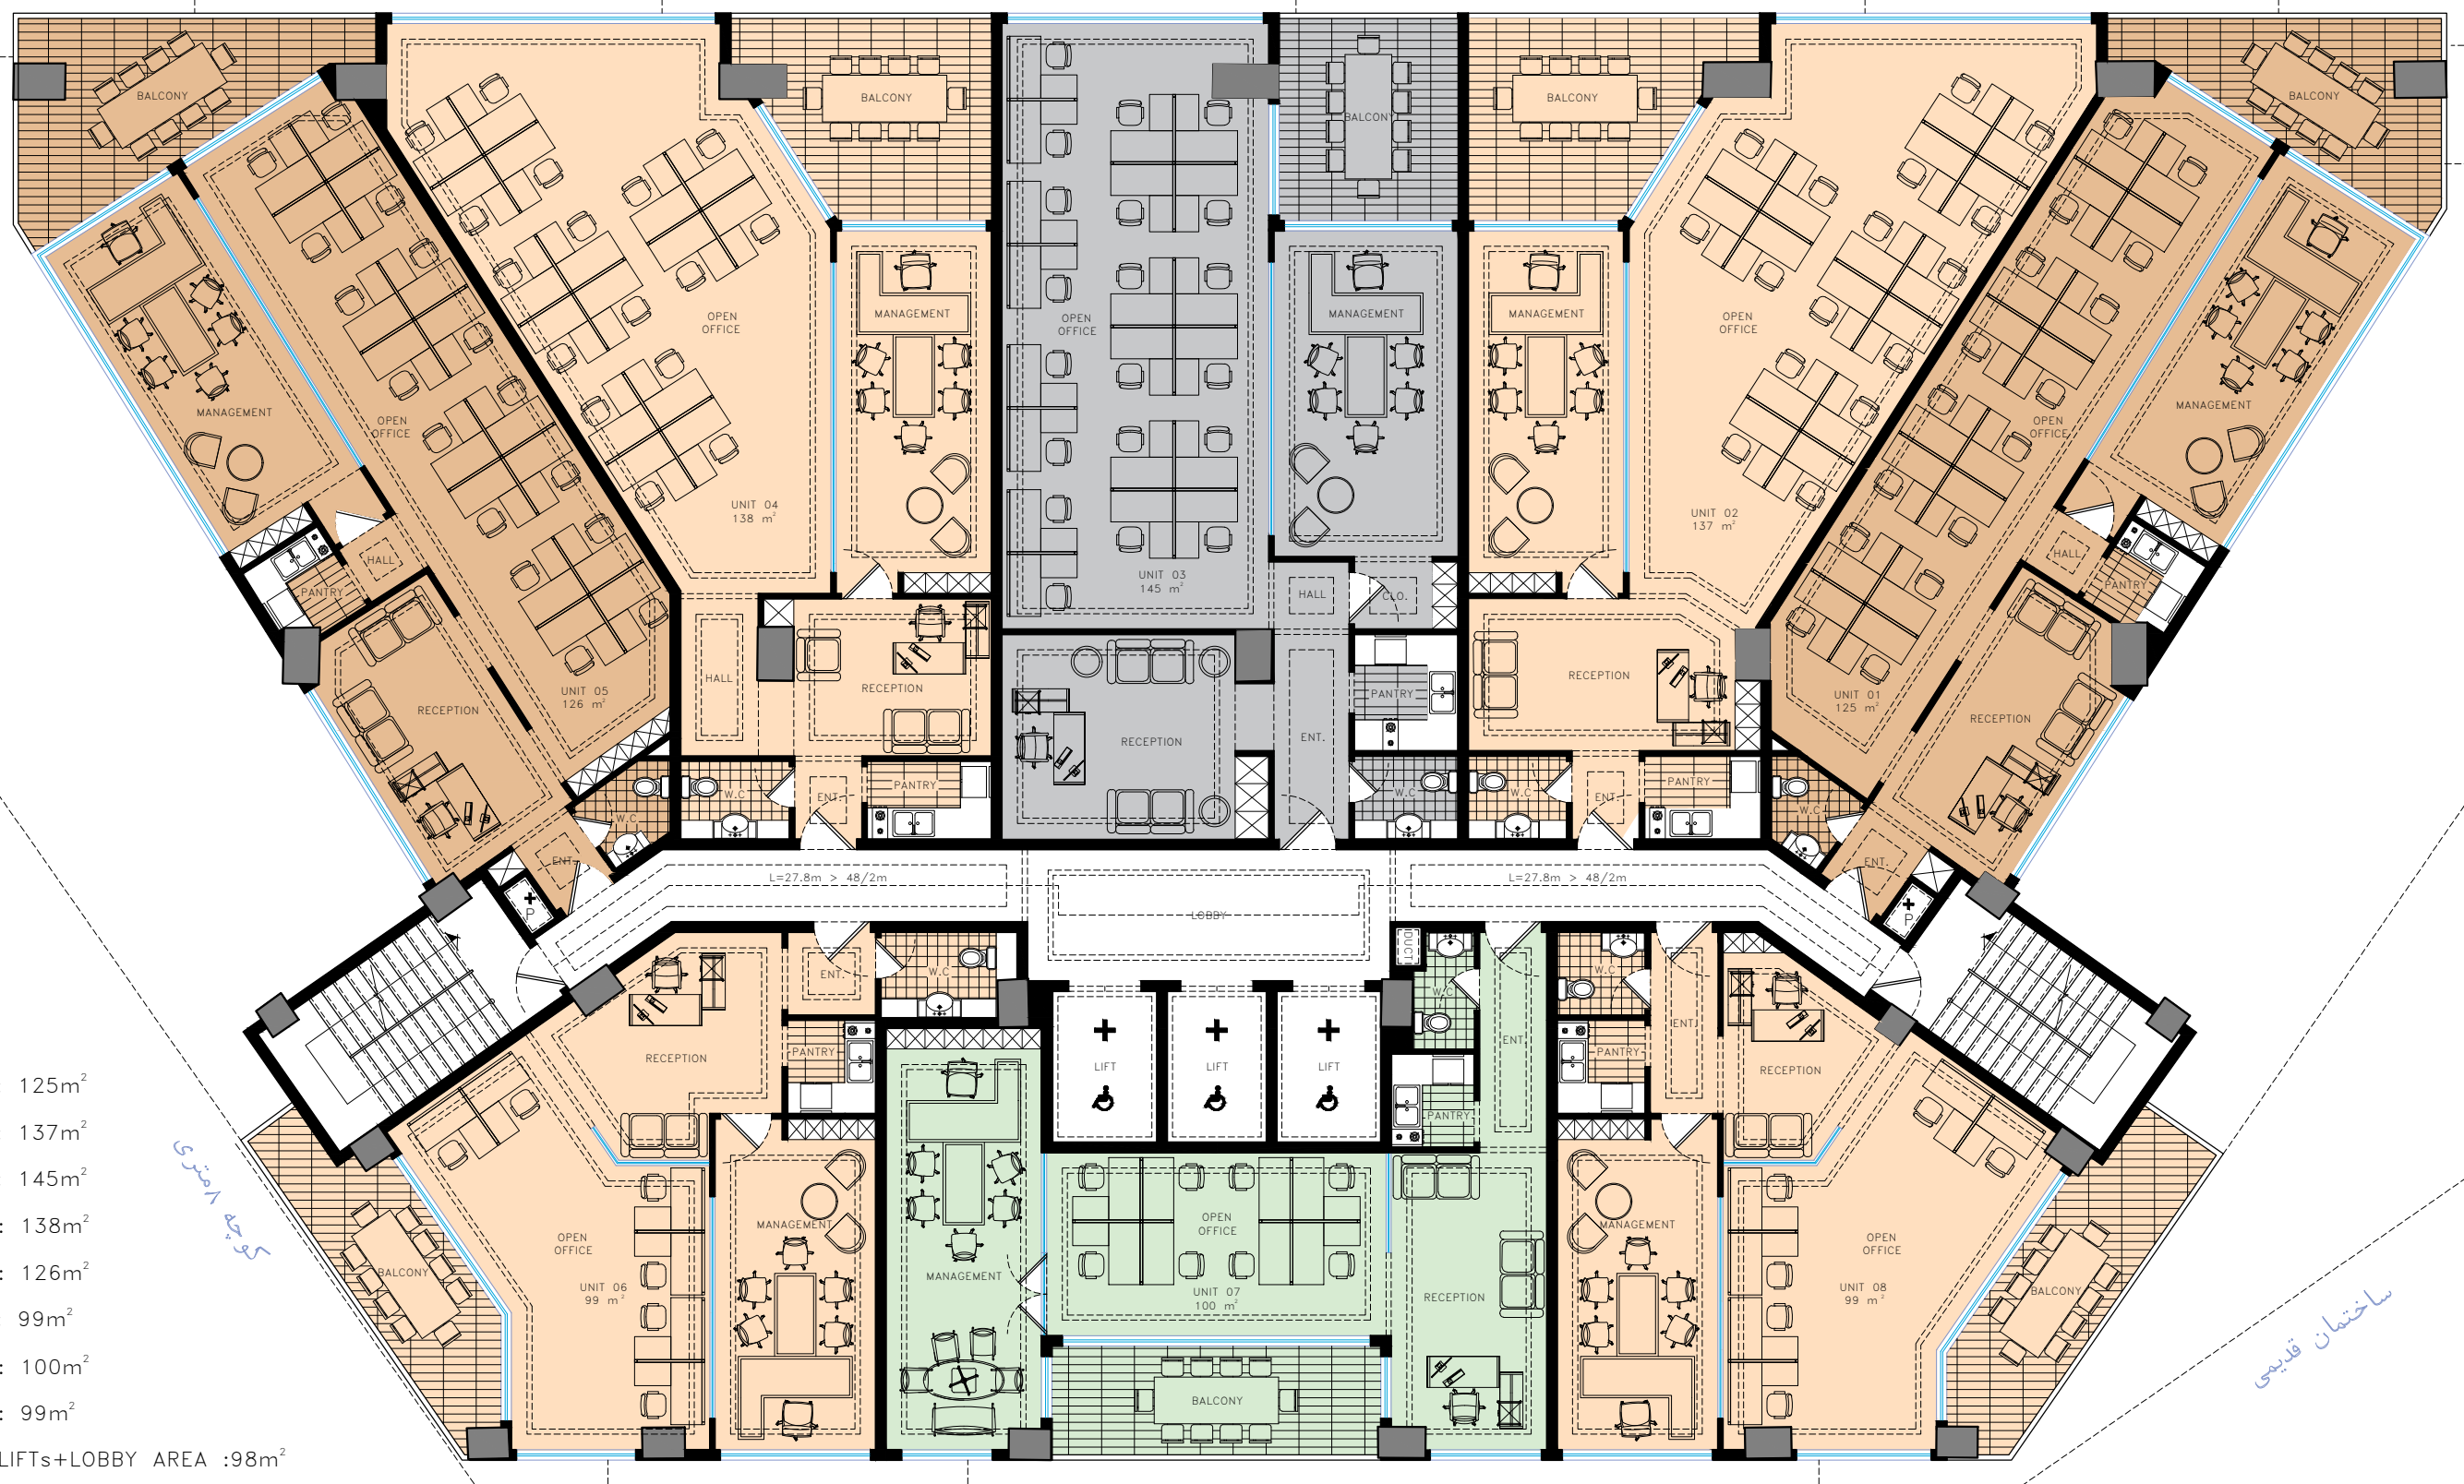 BALCONY
BALCONY
BALCONY
BALCONY
BALCONY
MANAGEMENT
OPEN
OFFICE
OPEN
OFFICE
MANAGEMENT
OPEN
OFFICE
MANAGEMENT
MANAGEMENT
OPEN
OFFICE
OPEN
OFFICE
MANAGEMENT
UNIT 04
138 m²
UNIT 03
145 m²
UNIT 02
137 m²
HALL
PANTRY
HALL
CLO.
HALL
PANTRY
UNIT 05
126 m²
RECEPTION
HALL
RECEPTION
RECEPTION
ENT.
PANTRY
RECEPTION
UNIT 01
125 m²
RECEPTION
W.C
W.C
ENT.
PANTRY
W.C
W.C
ENT.
PANTRY
W.C
ENT.
P
L=27.8m > 48/2m
LOBBY
L=27.8m > 48/2m
ENT.
P
ENT.
W.C
DUCT
W.C
W.C
ENT.
ENT.
RECEPTION
PANTRY
LIFT
LIFT
LIFT
PANTRY
PANTRY
RECEPTION
OPEN
OFFICE
UNIT 06
99 m²
MANAGEMENT
MANAGEMENT
OPEN
OFFICE
UNIT 07
100 m²
RECEPTION
MANAGEMENT
OPEN
OFFICE
UNIT 08
99 m²
BALCONY
BALCONY
BALCONY
کوچه ۸ متری
ساختمان قدیمی
125m²
137m²
145m²
: 138m²
: 126m²
99m²
: 100m²
: 99m²
LIFTs+LOBBY AREA :98m²